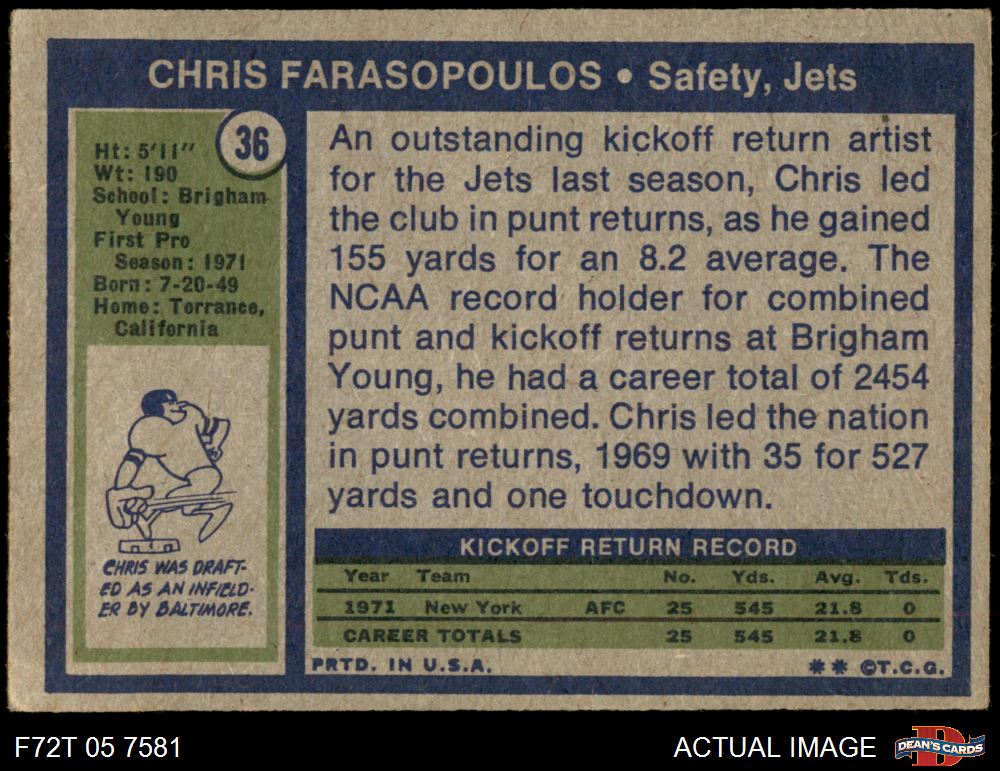 CHRIS FARASOPOULOS • Safety, Jets
36
Ht: 5'11"
Wt: 190
School: Brigham
Young
First Pro
Season: 1971
Born: 7-20-49
Home: Torrance,
California
CHRIS WAS DRAFT-
ED AS AN INFIELD-
ER BY BALTIMORE.
An outstanding kickoff return artist
for the Jets last season, Chris led
the club in punt returns, as he gained
155 yards for an 8.2 average. The
NCAA record holder for combined
punt and kickoff returns at Brigham
Young, he had a career total of 2454
yards combined. Chris led the nation
in punt returns, 1969 with 35 for 527
yards and one touchdown.
KICKOFF RETURN RECORD
Year Team No. Yds. Avg. Tds.
1971 New York AFC 25 545 21.8 0
CAREER TOTALS 25 545 21.8 0
PRTD. IN U.S.A. ** ©T.C.G.
F72T 05 7581 ACTUAL IMAGE DEAN'S CARDS